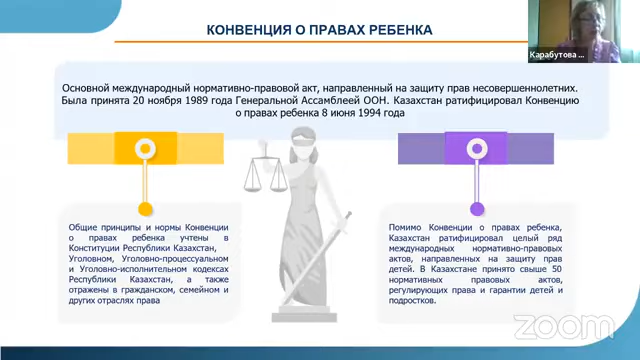 КОНВЕНЦИЯ О ПРАВАХ РЕБЕНКА
Карабутова ...
Основной международный нормативно-правовой акт, направленный на защиту прав несовершеннолетних.
Была принята 20 ноября 1989 года Генеральной Ассамблеей ООН. Казахстан ратифицировал Конвенцию
о правах ребенка 8 июня 1994 года
Общие принципы и нормы Конвенции
о правах ребенка учтены в
Конституции Республики Казахстан,
Уголовном, Уголовно-процессуальном
и Уголовно-исполнительном кодексах
Республики Казахстан, а также
отражены в гражданском, семейном и
других отраслях права
Помимо Конвенции о правах ребенка,
Казахстан ратифицировал целый ряд
международных нормативно-правовых
актов, направленных на защиту прав
детей. В Казахстане принято свыше 50
нормативных правовых актов,
регулирующих права и гарантии детей и
подростков.
zoom